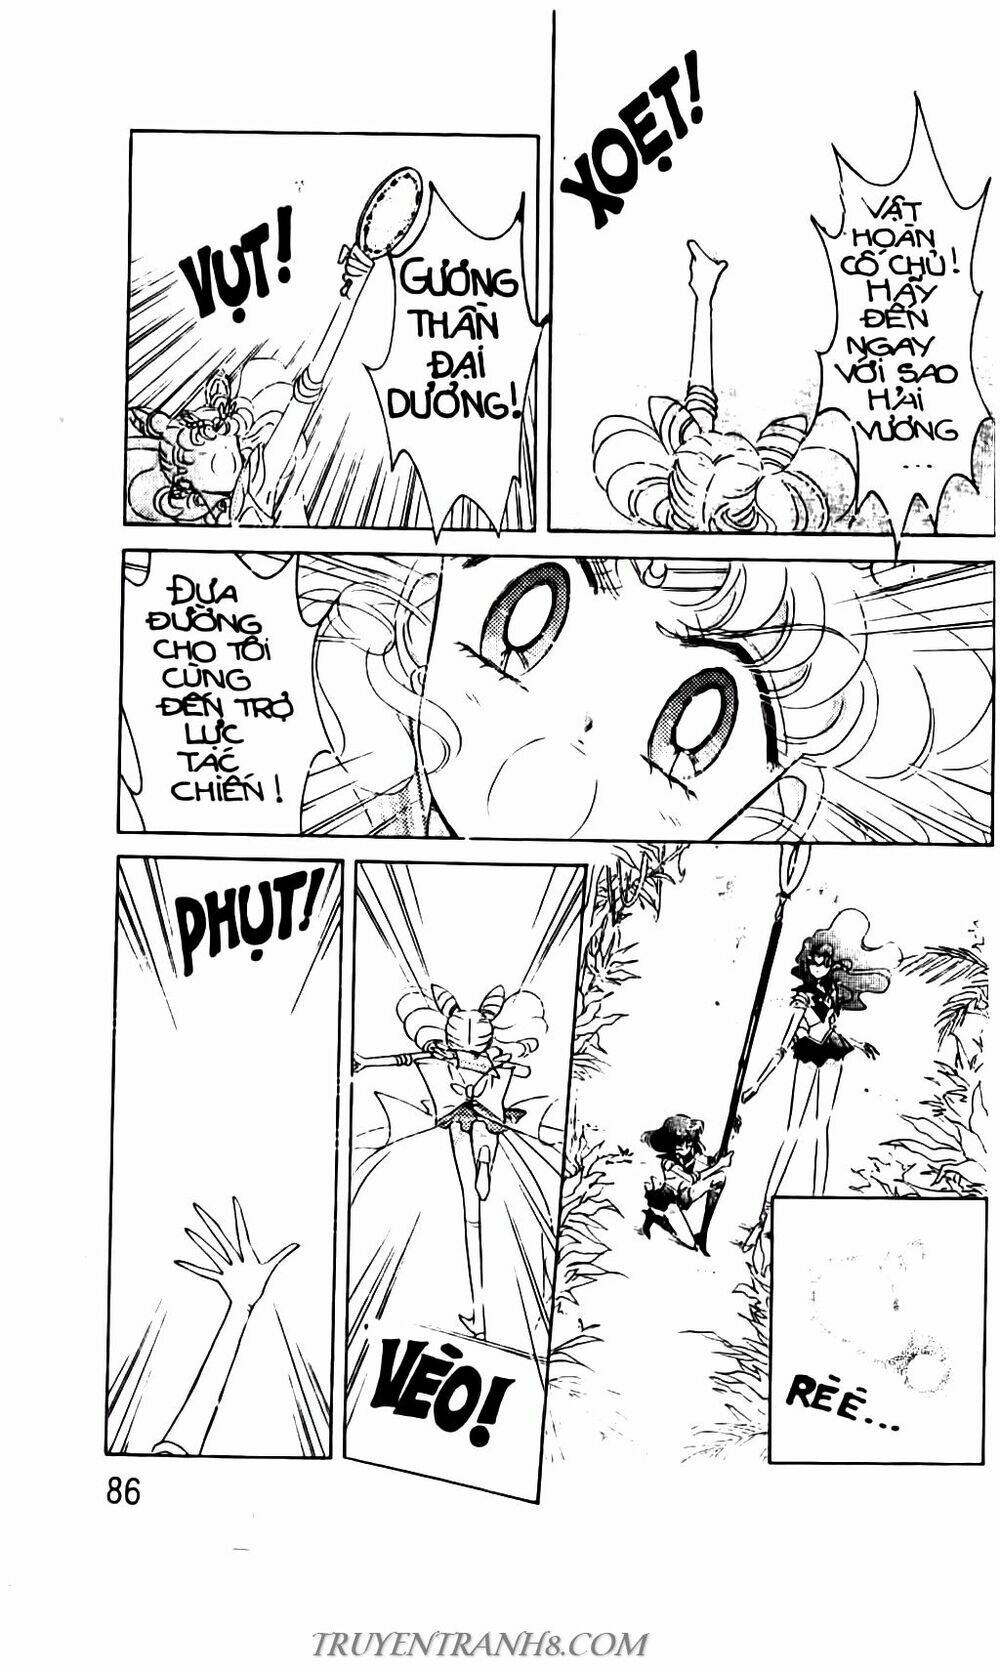 XOẸT!
VẬT
HOÀN
CỐ CHỦ!
HÃY
ĐẾN
NGAY
VỚI SAO
HẢI
VƯƠNG
...
VỤT!
GƯƠNG
THẦN
ĐẠI
DƯƠNG!
ĐƯA
ĐƯỜNG
CHO TÔI
CÙNG
ĐẾN TRỢ
LỰC
TÁC
CHIẾN!
PHỤT!
VÈO!
RÈ È...
86
TRUYENTRANH8.COM